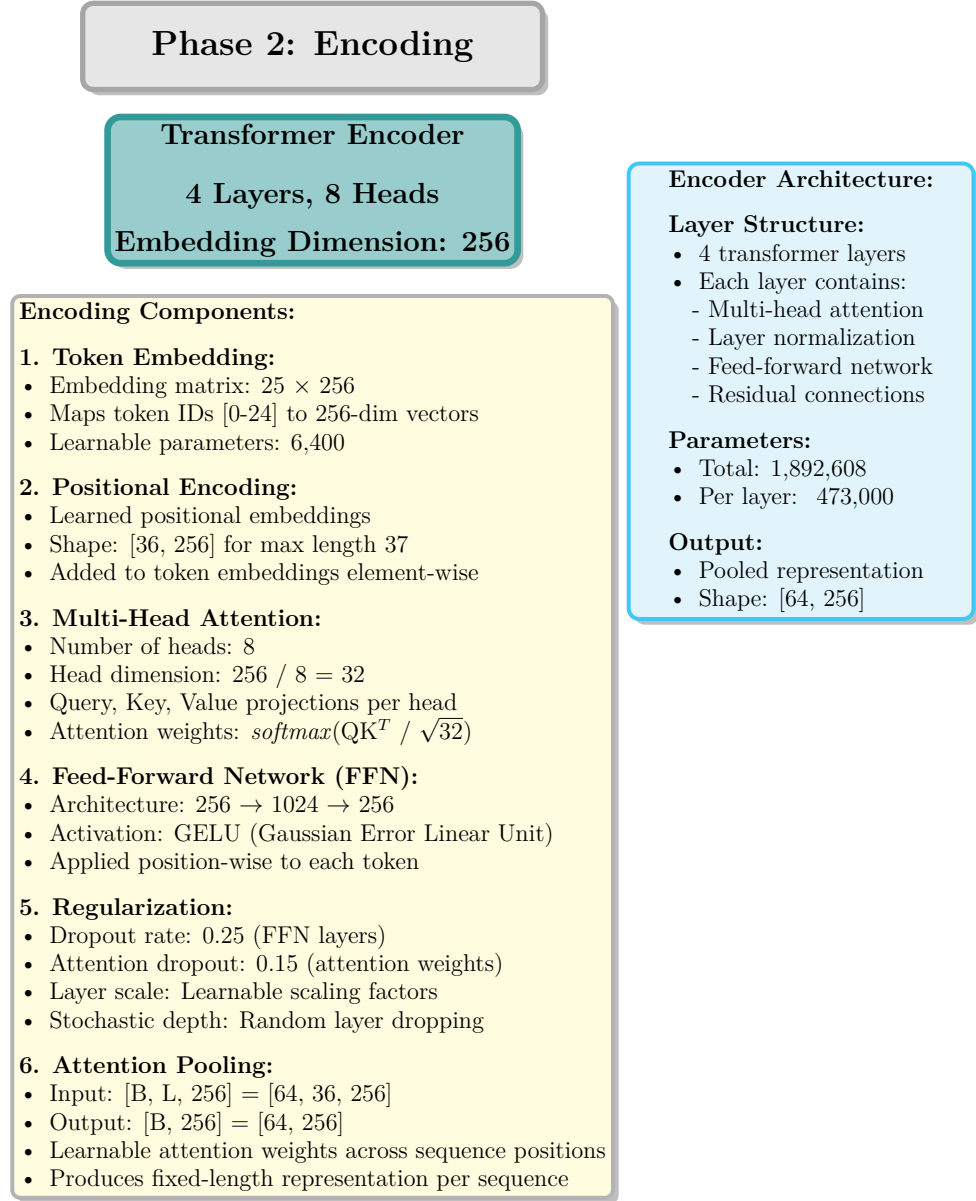 Phase 2: Encoding
Transformer Encoder
4 Layers, 8 Heads
Embedding Dimension: 256
Encoding Components:
1. Token Embedding:
• Embedding matrix: 25 × 256
• Maps token IDs [0-24] to 256-dim vectors
• Learnable parameters: 6,400
2. Positional Encoding:
• Learned positional embeddings
• Shape: [36, 256] for max length 37
• Added to token embeddings element-wise
3. Multi-Head Attention:
• Number of heads: 8
• Head dimension: 256 / 8 = 32
• Query, Key, Value projections per head
• Attention weights: softmax(QK^T / √32)
4. Feed-Forward Network (FFN):
• Architecture: 256 → 1024 → 256
• Activation: GELU (Gaussian Error Linear Unit)
• Applied position-wise to each token
5. Regularization:
• Dropout rate: 0.25 (FFN layers)
• Attention dropout: 0.15 (attention weights)
• Layer scale: Learnable scaling factors
• Stochastic depth: Random layer dropping
6. Attention Pooling:
• Input: [B, L, 256] = [64, 36, 256]
• Output: [B, 256] = [64, 256]
• Learnable attention weights across sequence positions
• Produces fixed-length representation per sequence
Encoder Architecture:
Layer Structure:
• 4 transformer layers
• Each layer contains:
- Multi-head attention
- Layer normalization
- Feed-forward network
- Residual connections
Parameters:
• Total: 1,892,608
• Per layer: 473,000
Output:
• Pooled representation
• Shape: [64, 256]